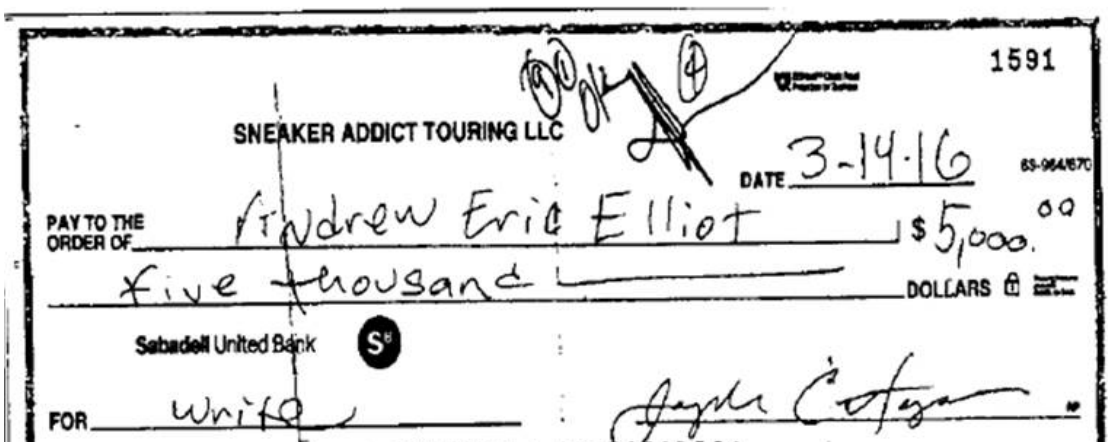 1591
SNEAKER ADDICT TOURING LLC
DATE 3-14-16 63-964/670
PAY TO THE
ORDER OF Andrew Eric Elliot $ 5,000.00
five thousand DOLLARS
Sabadell United Bank S
FOR write